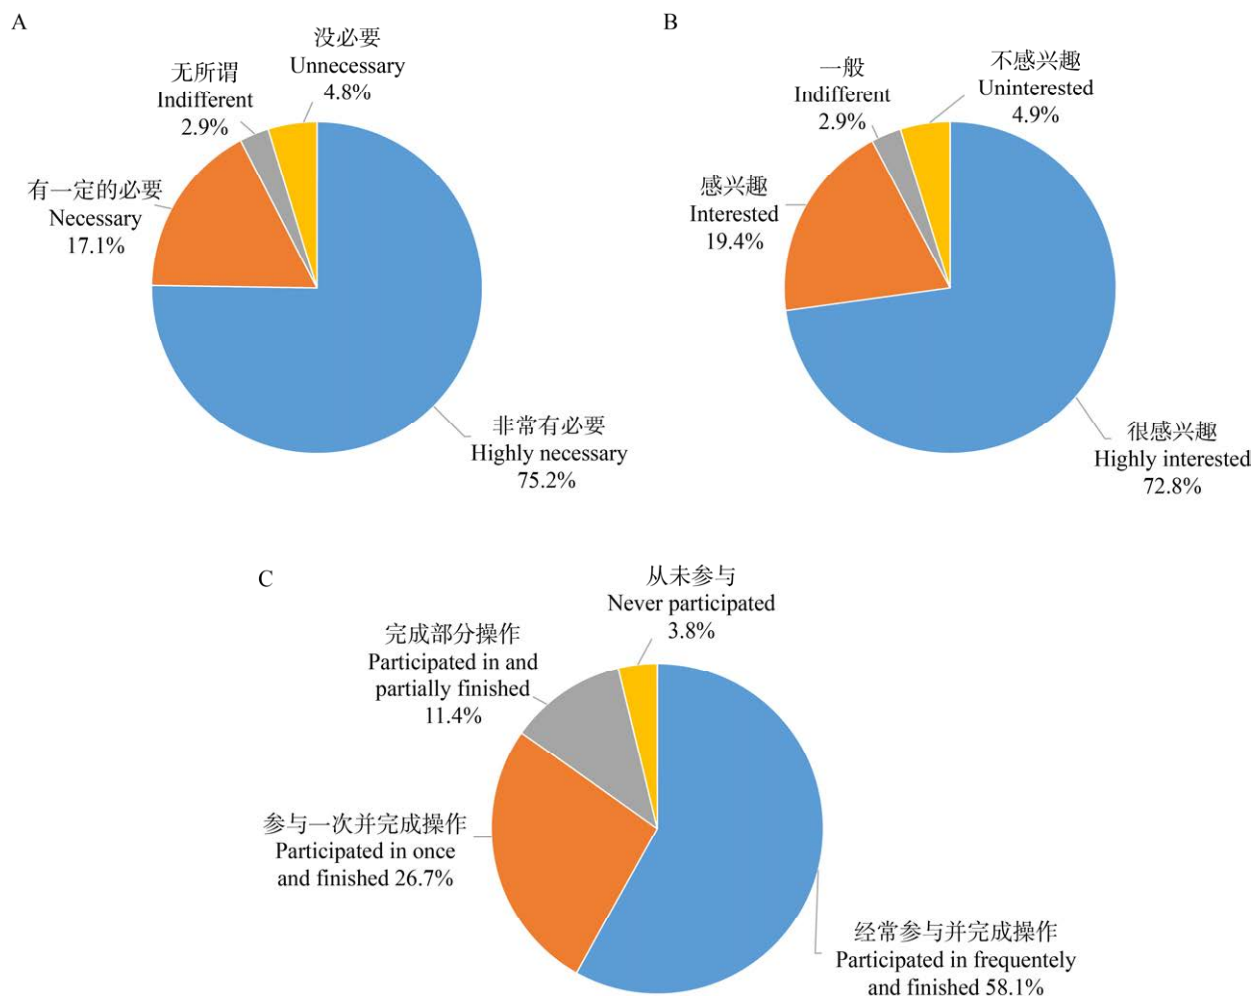 A
没必要
Unnecessary
4.8%
无所谓
Indifferent
2.9%
有一定的必要
Necessary
17.1%
非常有必要
Highly necessary
75.2%
B
不感兴趣
Uninterested
4.9%
一般
Indifferent
2.9%
感兴趣
Interested
19.4%
很感兴趣
Highly interested
72.8%
C
从未参与
Never participated
3.8%
完成部分操作
Participated in and
partially finished
11.4%
参与一次并完成操作
Participated in once
and finished 26.7%
经常参与并完成操作
Participated in frequentely
and finished 58.1%